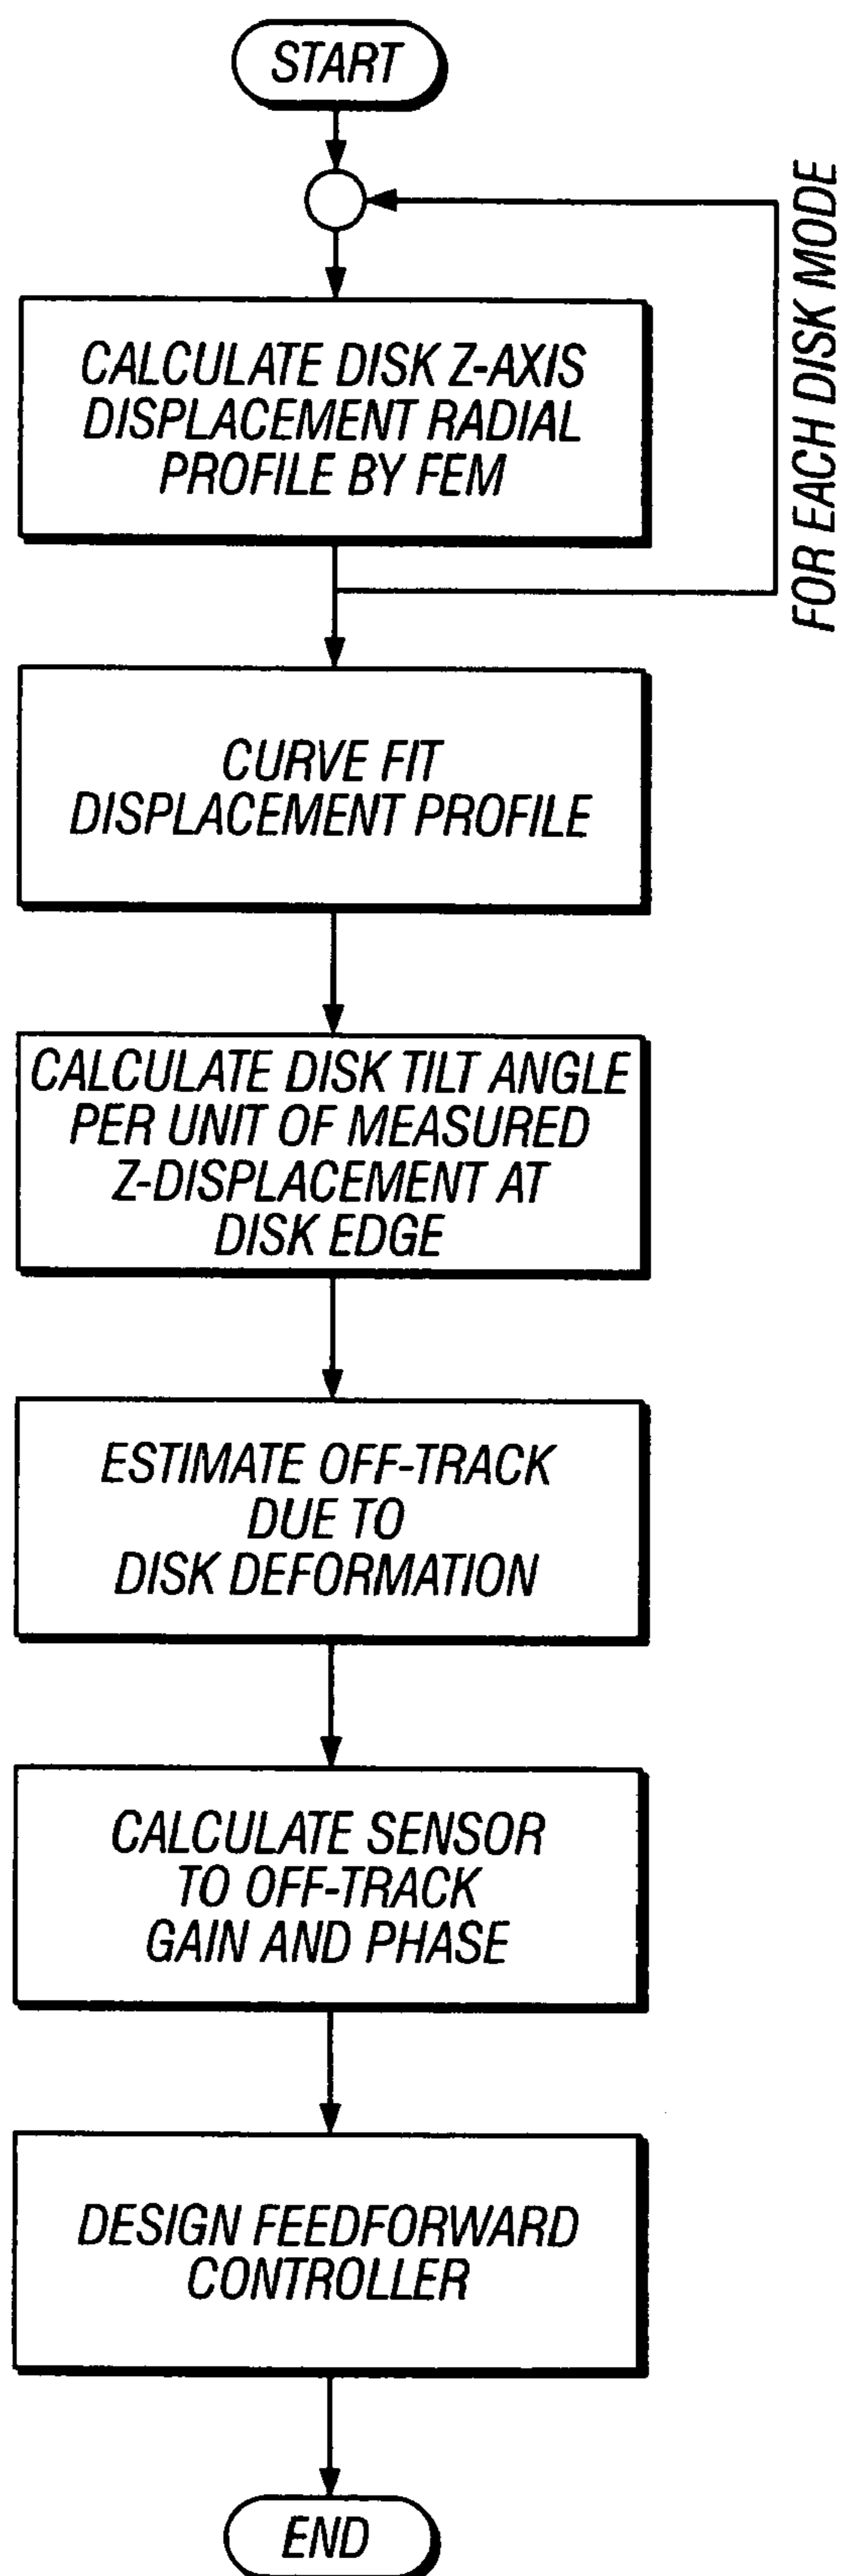 START
FOR EACH DISK MODE
CALCULATE DISK Z-AXIS
DISPLACEMENT RADIAL
PROFILE BY FEM
CURVE FIT
DISPLACEMENT PROFILE
CALCULATE DISK TILT ANGLE
PER UNIT OF MEASURED
Z-DISPLACEMENT AT
DISK EDGE
ESTIMATE OFF-TRACK
DUE TO
DISK DEFORMATION
CALCULATE SENSOR
TO OFF-TRACK
GAIN AND PHASE
DESIGN FEEDFORWARD
CONTROLLER
END